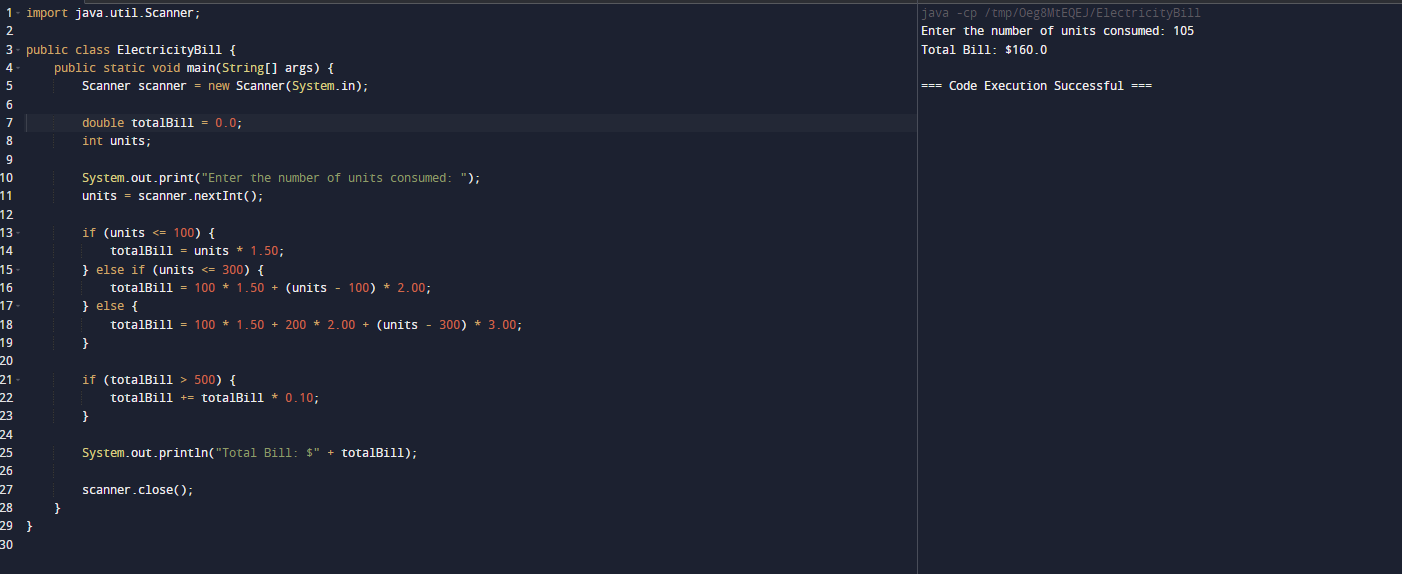 1 import java.util.Scanner;
2
3 public class ElectricityBill {
4     public static void main(String[] args) {
5         Scanner scanner = new Scanner(System.in);
6
7         double totalBill = 0.0;
8         int units;
9
10         System.out.print("Enter the number of units consumed: ");
11         units = scanner.nextInt();
12
13         if (units <= 100) {
14             totalBill = units * 1.50;
15         } else if (units <= 300) {
16             totalBill = 100 * 1.50 + (units - 100) * 2.00;
17         } else {
18             totalBill = 100 * 1.50 + 200 * 2.00 + (units - 300) * 3.00;
19         }
20
21         if (totalBill > 500) {
22             totalBill += totalBill * 0.10;
23         }
24
25         System.out.println("Total Bill: $" + totalBill);
26
27         scanner.close();
28     }
29 }
30
java -cp /tmp/Oeg8MtEQEJ/ElectricityBill
Enter the number of units consumed: 105
Total Bill: $160.0

=== Code Execution Successful ===